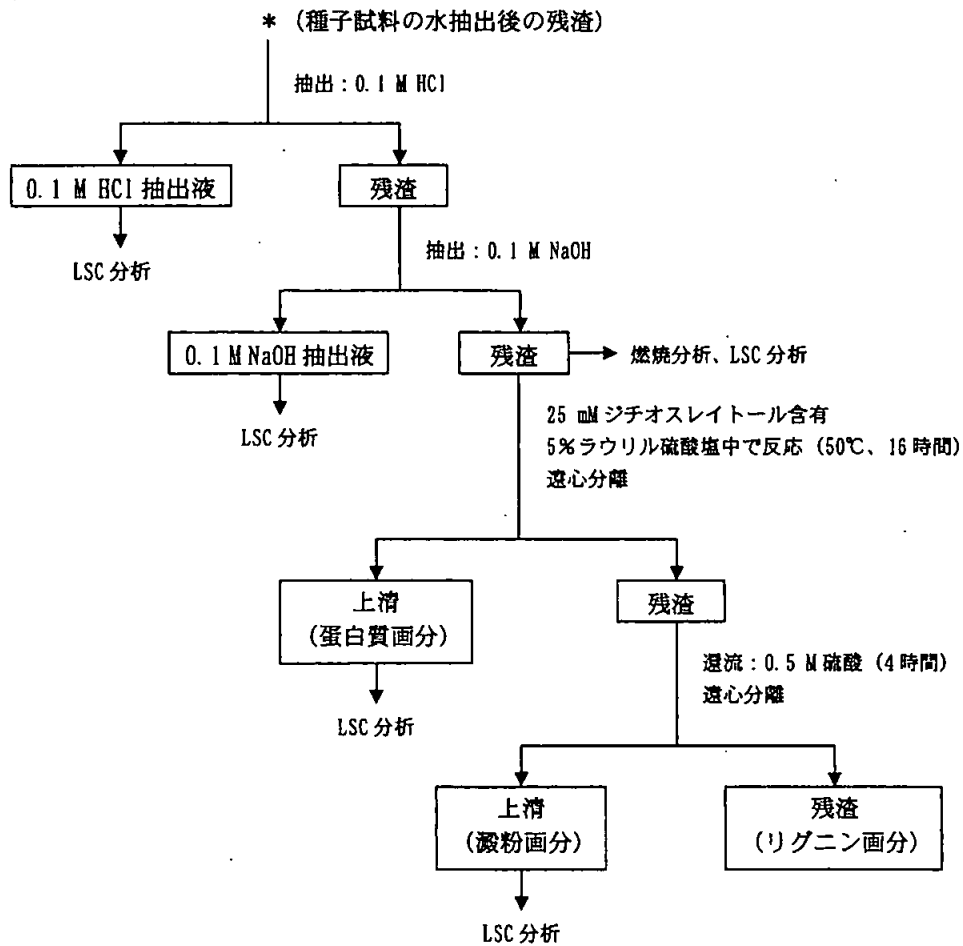 * (種子試料の水抽出後の残渣)
抽出:0.1 M HCl
0.1 M HCl 抽出液
残渣
LSC 分析
抽出:0.1 M NaOH
0.1 M NaOH 抽出液
残渣
燃焼分析、LSC 分析
LSC 分析
25 mM ジチオスレイトール含有
5%ラウリル硫酸塩中で反応 (50℃、16 時間)
遠心分離
上清
(蛋白質画分)
残渣
LSC 分析
還流:0.5 M 硫酸 (4 時間)
遠心分離
上清
(澱粉画分)
残渣
(リグニン画分)
LSC 分析